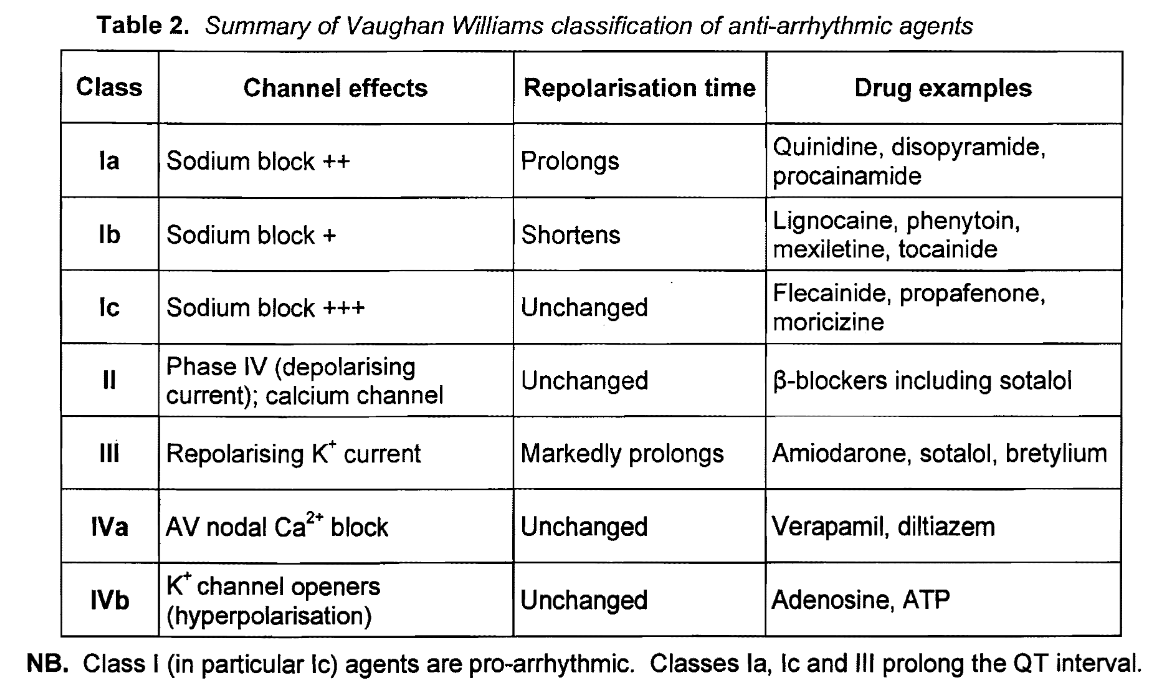 Table 2. Summary of Vaughan Williams classification of anti-arrhythmic agents
Class Channel effects Repolarisation time Drug examples
Ia Sodium block ++ Prolongs Quinidine, disopyramide,
procainamide
Ib Sodium block + Shortens Lignocaine, phenytoin,
mexiletine, tocainide
Ic Sodium block +++ Unchanged Flecainide, propafenone,
moricizine
II Phase IV (depolarising
current); calcium channel Unchanged β-blockers including sotalol
III Repolarising K⁺ current Markedly prolongs Amiodarone, sotalol, bretylium
IVa AV nodal Ca²⁺ block Unchanged Verapamil, diltiazem
IVb K⁺ channel openers
(hyperpolarisation) Unchanged Adenosine, ATP
NB. Class I (in particular Ic) agents are pro-arrhythmic. Classes Ia, Ic and III prolong the QT interval.